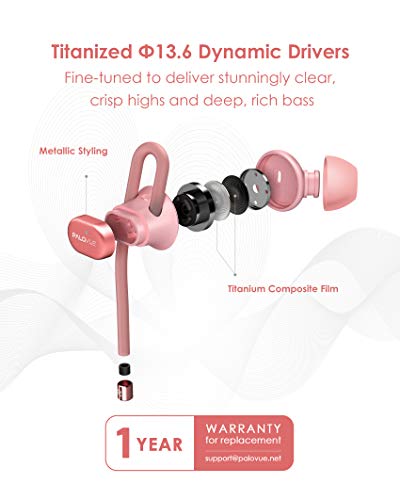 Titanized Φ13.6 Dynamic Drivers
Fine-tuned to deliver stunningly clear,
crisp highs and deep, rich bass
Metallic Styling
PALOVUE
Titanium Composite Film
1 YEAR
WARRANTY
for replacement
support@palovue.net